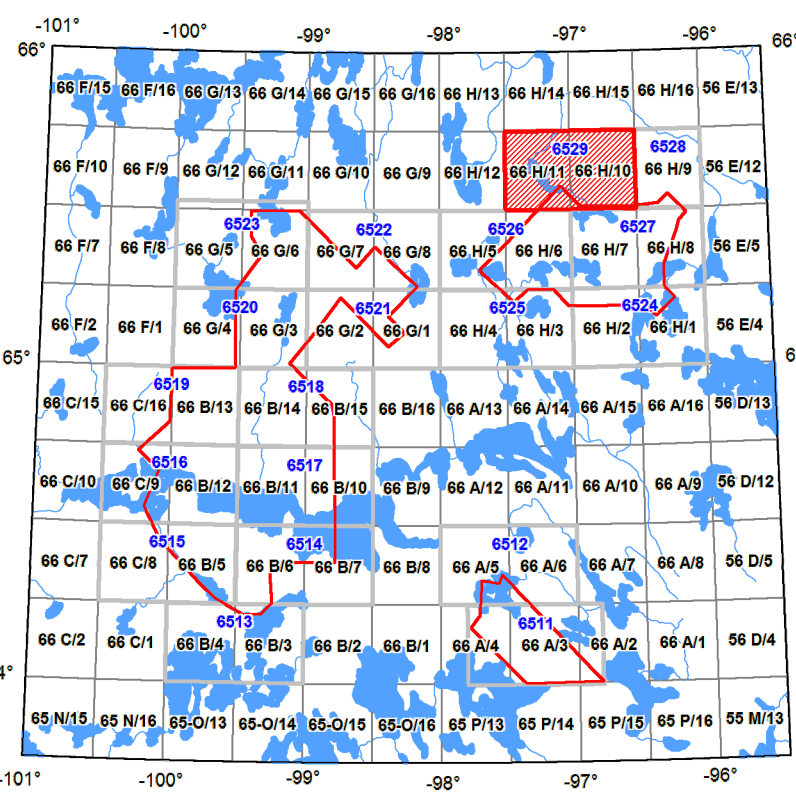 -101° -100° -99° -98° -97° -96°
66° 66°
66 F/15 66 F/16 66 G/13 66 G/14 66 G/15 66 G/16 66 H/13 66 H/14 66 H/15 66 H/16 56 E/13
6529 6528
66 F/10 66 F/9 66 G/12 66 G/11 66 G/10 66 G/9 66 H/12 66 H/11 66 H/10 66 H/9 56 E/12
6523 6522 6526 6527
66 F/7 66 F/8 66 G/5 66 G/6 66 G/7 66 G/8 66 H/5 66 H/6 66 H/7 66 H/8 56 E/5
6520 6521 6525 6524
66 F/2 66 F/1 66 G/4 66 G/3 66 G/2 66 G/1 66 H/4 66 H/3 66 H/2 66 H/1 56 E/4
65° 6
6519 6518
66 C/15 66 C/16 66 B/13 66 B/14 66 B/15 66 B/16 66 A/13 66 A/14 66 A/15 66 A/16 56 D/13
6516 6517
66 C/10 66 C/9 66 B/12 66 B/11 66 B/10 66 B/9 66 A/12 66 A/11 66 A/10 66 A/9 56 D/12
6515 6514 6512
66 C/7 66 C/8 66 B/5 66 B/6 66 B/7 66 B/8 66 A/5 66 A/6 66 A/7 66 A/8 56 D/5
6513 6511
66 C/2 66 C/1 66 B/4 66 B/3 66 B/2 66 B/1 66 A/4 66 A/3 66 A/2 66 A/1 56 D/4
4°
65 N/15 65 N/16 65-O/13 65-O/14 65-O/15 65-O/16 65 P/13 65 P/14 65 P/15 65 P/16 55 M/13
-101° -100° -99° -98° -97° -96°